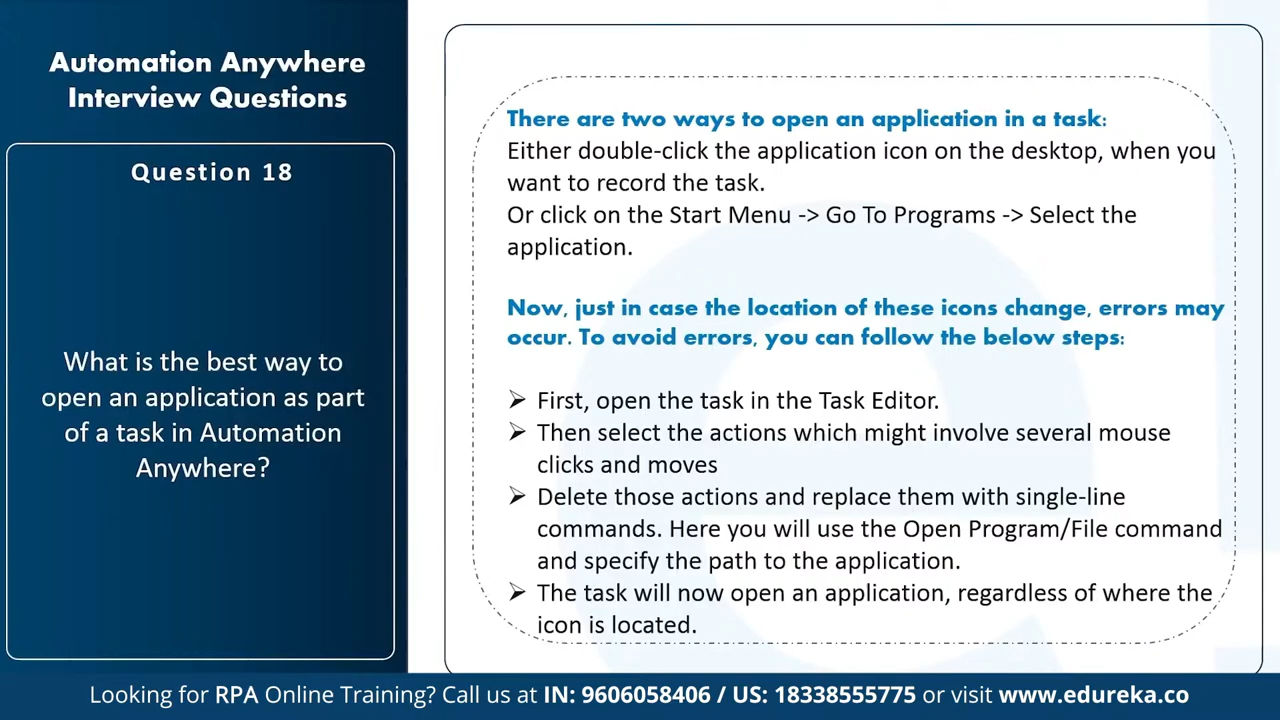 Automation Anywhere
Interview Questions
Question 18
What is the best way to
open an application as part
of a task in Automation
Anywhere?
There are two ways to open an application in a task:
Either double-click the application icon on the desktop, when you
want to record the task.
Or click on the Start Menu -> Go To Programs -> Select the
application.
Now, just in case the location of these icons change, errors may
occur. To avoid errors, you can follow the below steps:
➢ First, open the task in the Task Editor.
➢ Then select the actions which might involve several mouse
clicks and moves
➢ Delete those actions and replace them with single-line
commands. Here you will use the Open Program/File command
and specify the path to the application.
➢ The task will now open an application, regardless of where the
icon is located.
Looking for RPA Online Training? Call us at IN: 9606058406 / US: 18338555775 or visit www.edureka.co